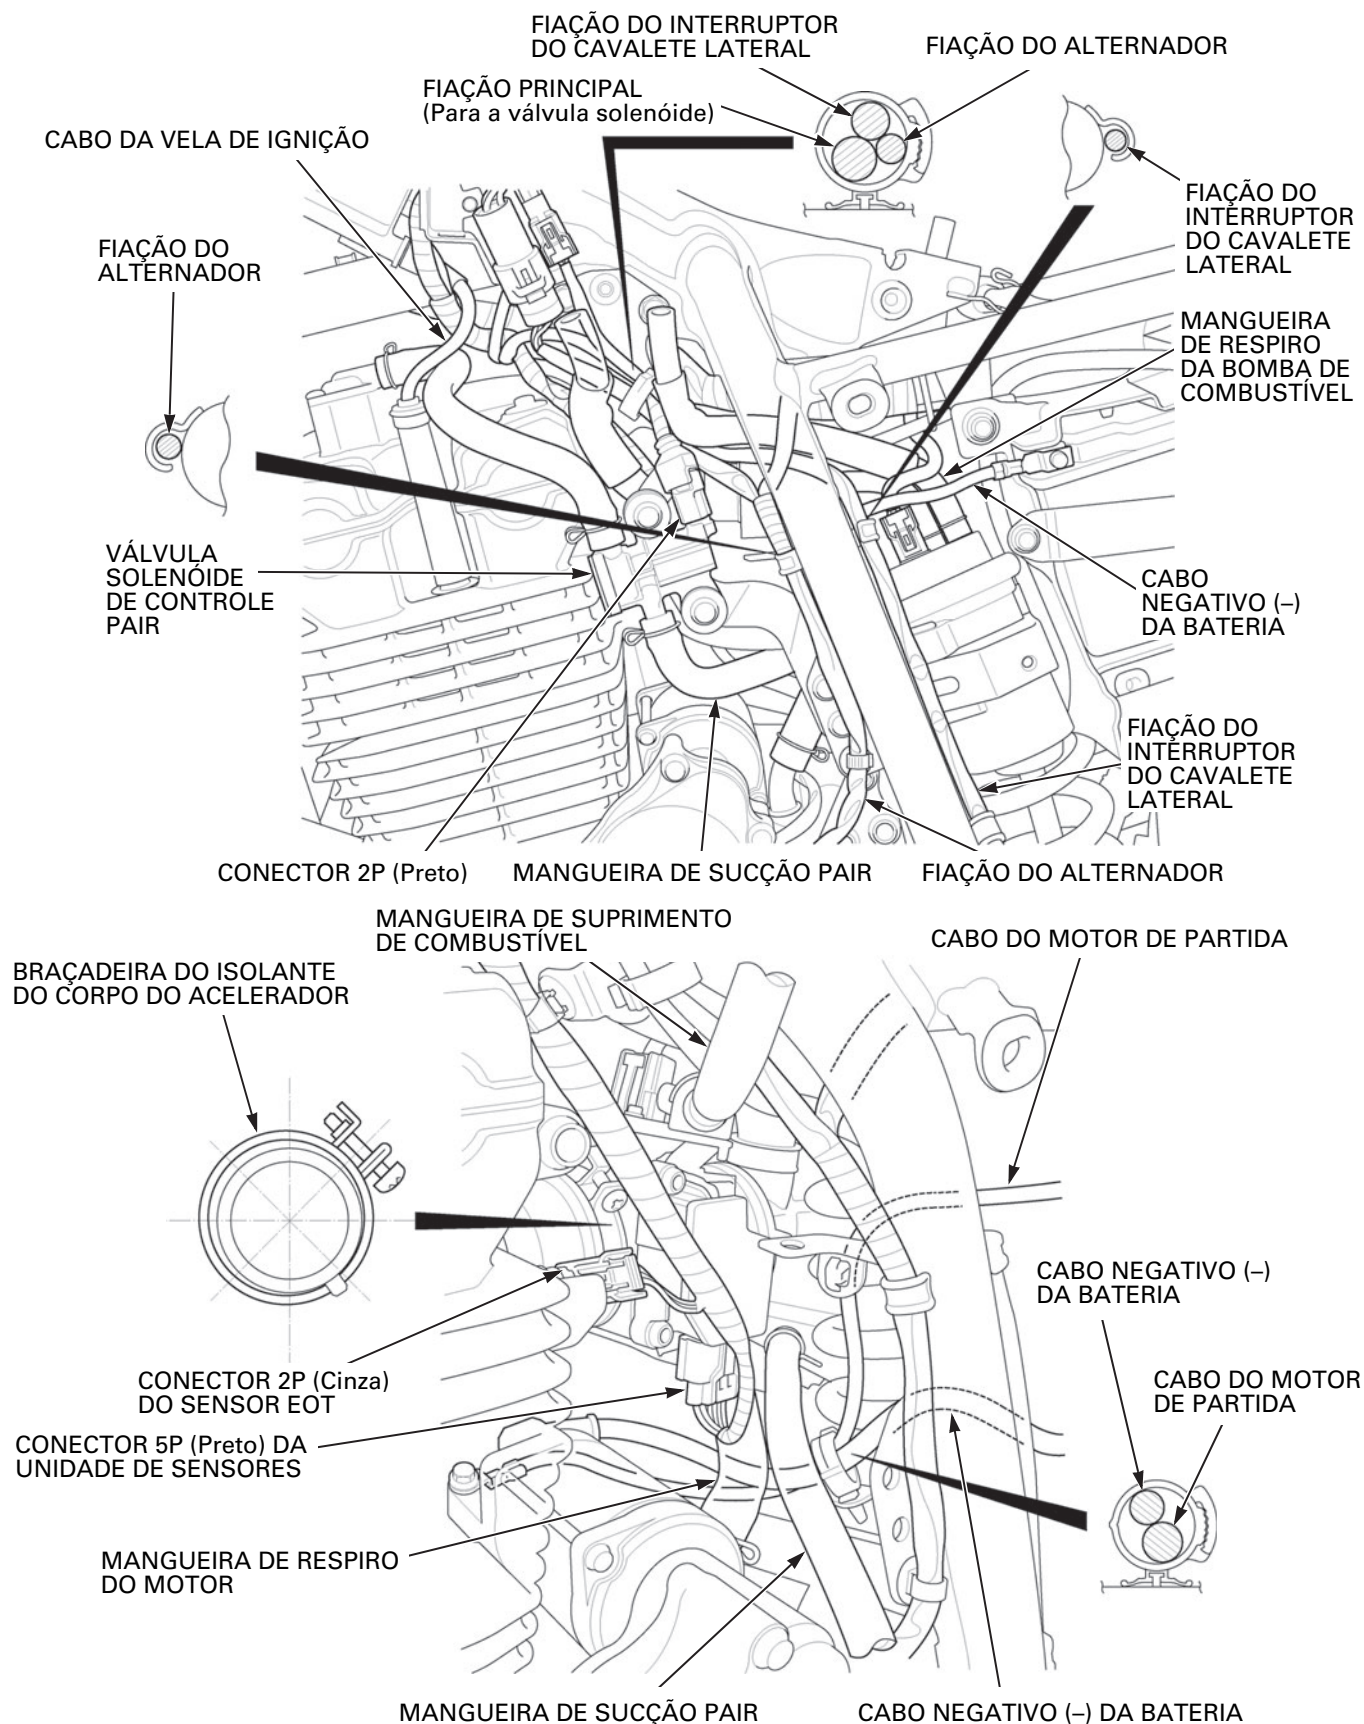 FIAÇÃO DO INTERRUPTOR
DO CAVALETE LATERAL
FIAÇÃO DO ALTERNADOR
FIAÇÃO PRINCIPAL
(Para a válvula solenóide)
CABO DA VELA DE IGNIÇÃO
FIAÇÃO DO
INTERRUPTOR
DO CAVALETE
LATERAL
FIAÇÃO DO
ALTERNADOR
MANGUEIRA
DE RESPIRO
DA BOMBA DE
COMBUSTÍVEL
VÁLVULA
SOLENÓIDE
DE CONTROLE
PAIR
CABO
NEGATIVO (–)
DA BATERIA
FIAÇÃO DO
INTERRUPTOR
DO CAVALETE
LATERAL
CONECTOR 2P (Preto)
MANGUEIRA DE SUCÇÃO PAIR
FIAÇÃO DO ALTERNADOR
MANGUEIRA DE SUPRIMENTO
DE COMBUSTÍVEL
CABO DO MOTOR DE PARTIDA
BRAÇADEIRA DO ISOLANTE
DO CORPO DO ACELERADOR
CABO NEGATIVO (–)
DA BATERIA
CONECTOR 2P (Cinza)
DO SENSOR EOT
CABO DO MOTOR
DE PARTIDA
CONECTOR 5P (Preto) DA
UNIDADE DE SENSORES
MANGUEIRA DE RESPIRO
DO MOTOR
MANGUEIRA DE SUCÇÃO PAIR
CABO NEGATIVO (–) DA BATERIA